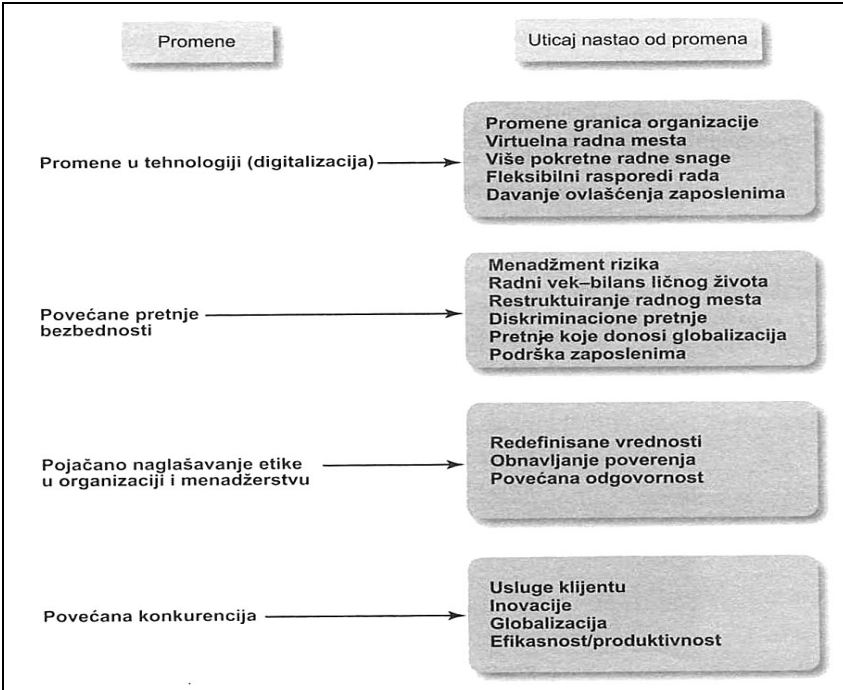 Promene
Uticaj nastao od promena
Promene u tehnologiji (digitalizacija)
Promene granica organizacije
Virtuelna radna mesta
Više pokretne radne snage
Fleksibilni rasporedi rada
Davanje ovlašćenja zaposlenima
Povećane pretnje
bezbednosti
Menadžment rizika
Radni vek–bilans ličnog života
Restruktuiranje radnog mesta
Diskriminacione pretnje
Pretnje koje donosi globalizacija
Podrška zaposlenima
Pojačano naglašavanje etike
u organizaciji i menadžerstvu
Redefinisane vrednosti
Obnavljanje poverenja
Povećana odgovornost
Povećana konkurencija
Usluge klijentu
Inovacije
Globalizacija
Efikasnost/produktivnost